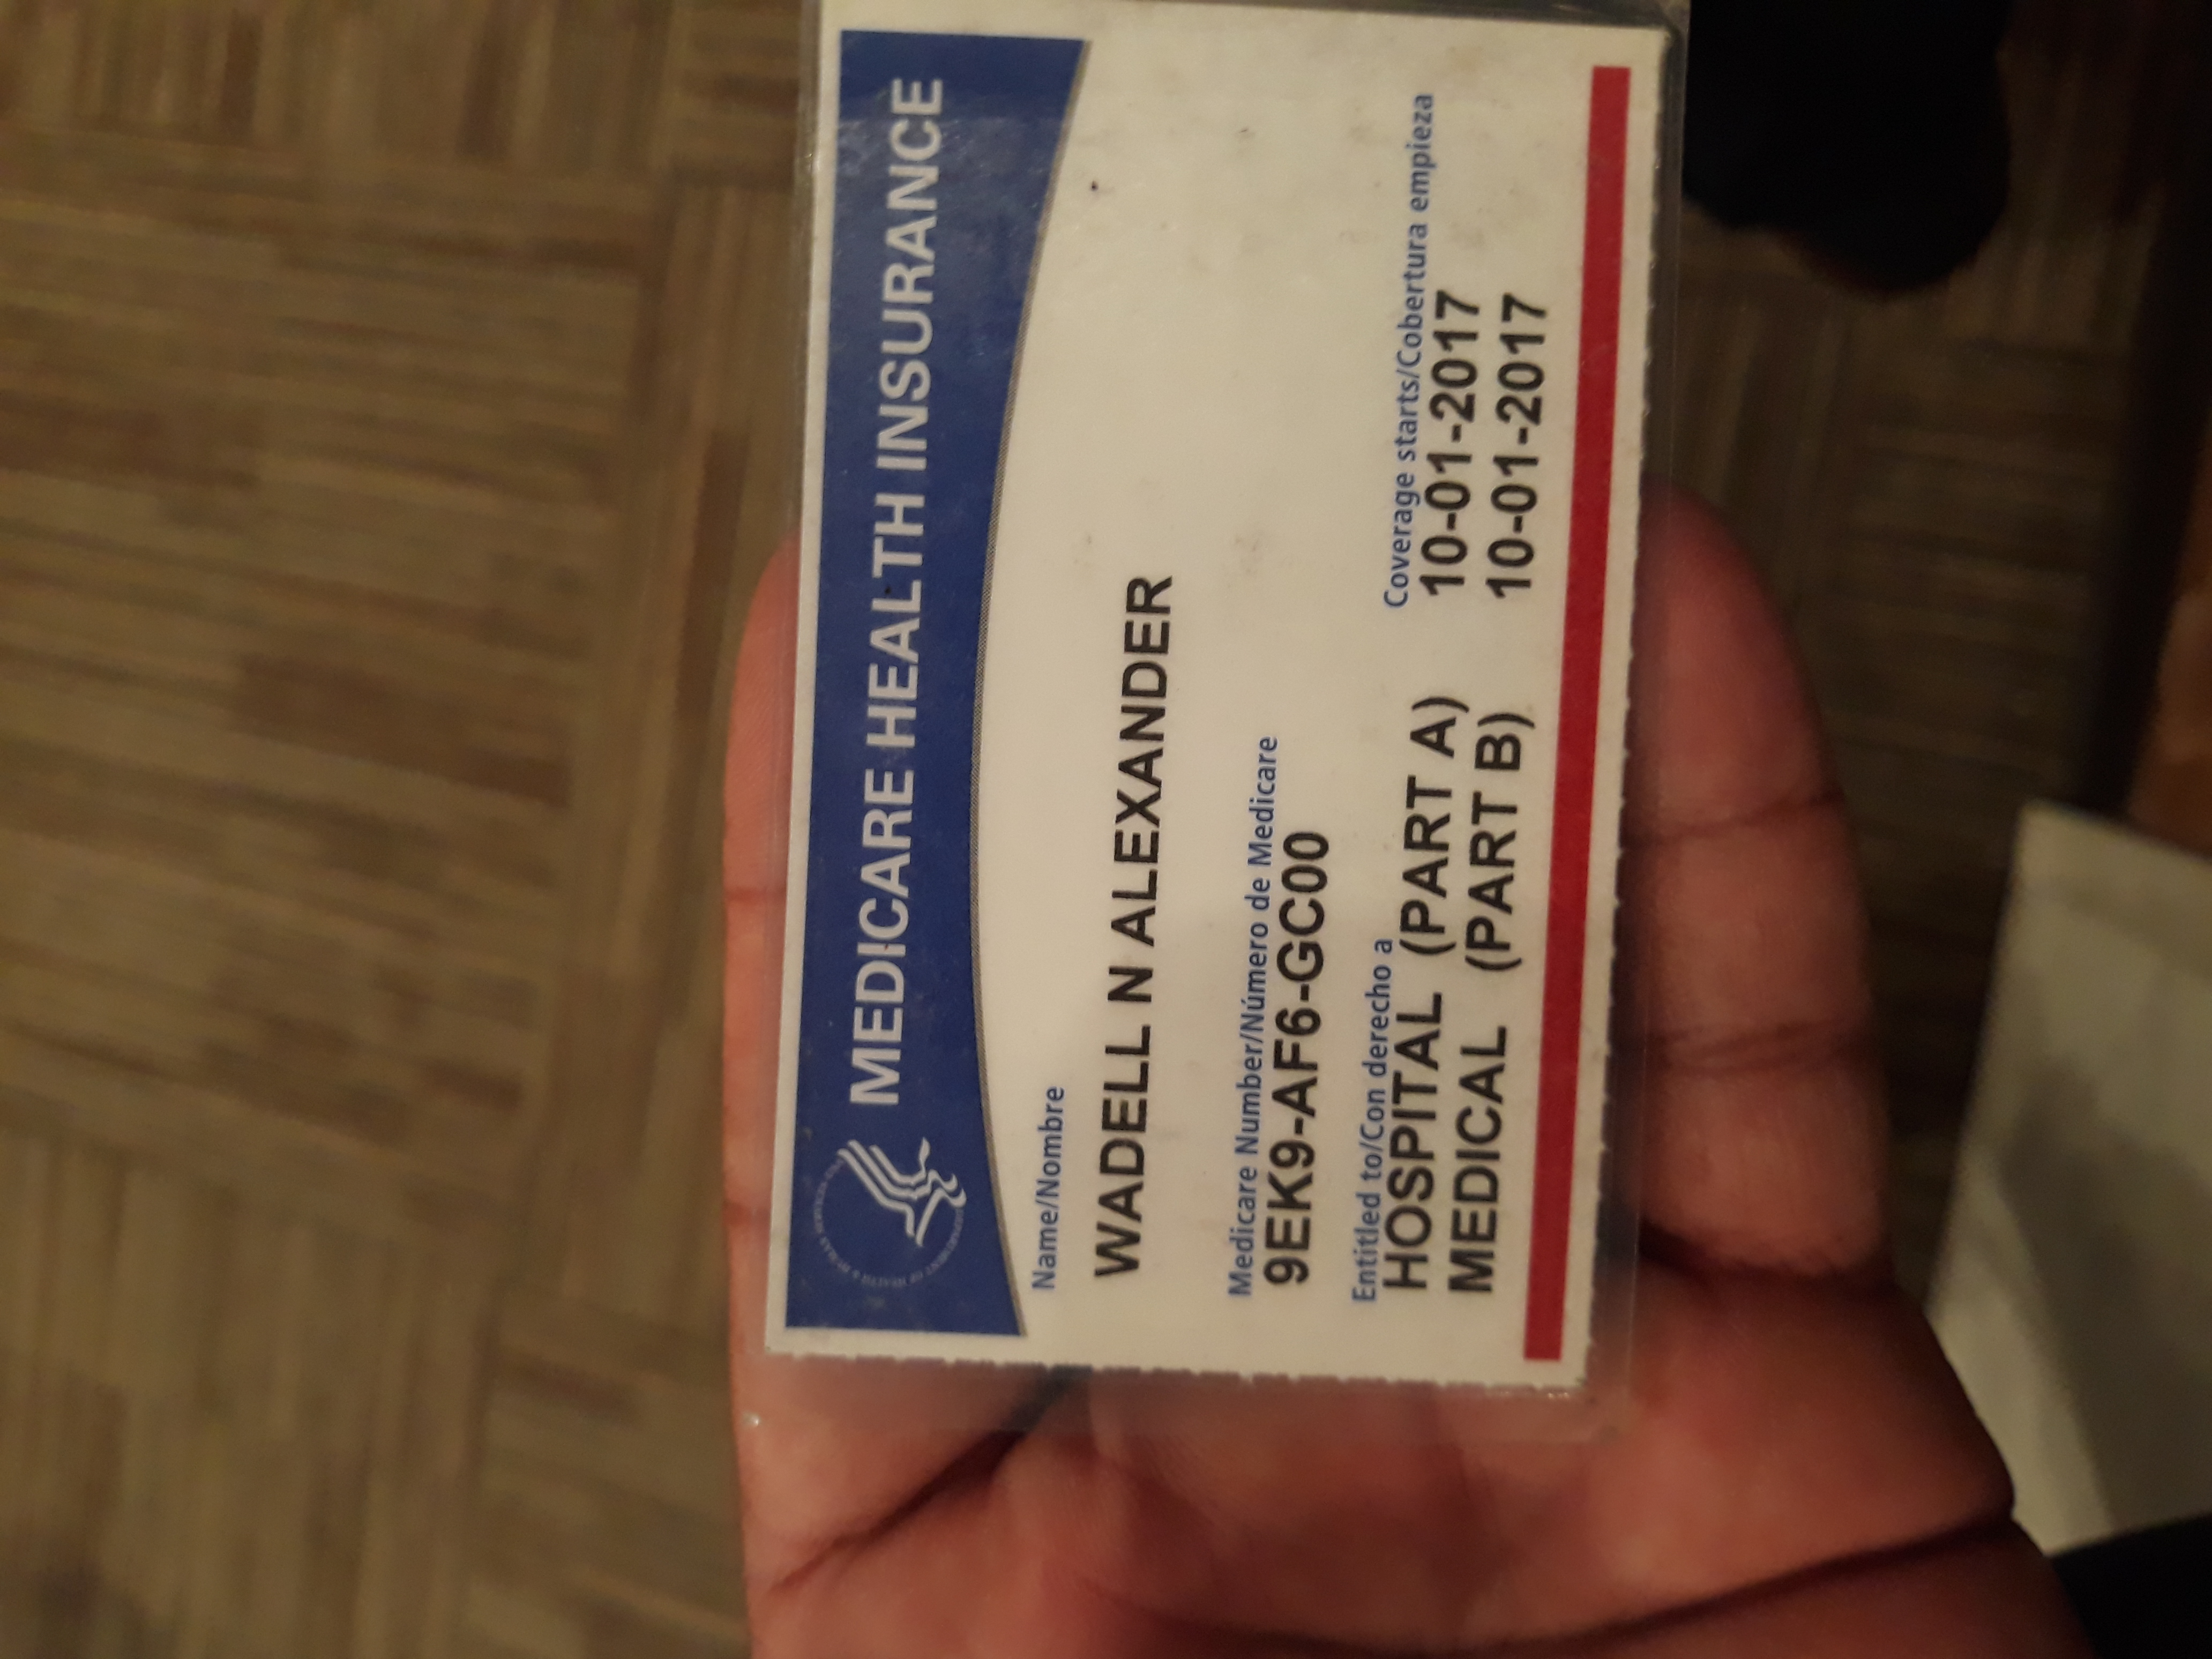 MEDICARE HEALTH INSURANCE
Name/Nombre
WADELL N ALEXANDER
Medicare Number/Número de Medicare
9EK9-AF6-GC00
Entitled to/Con derecho a Coverage starts/Cobertura empieza
HOSPITAL (PART A) 10-01-2017
MEDICAL (PART B) 10-01-2017